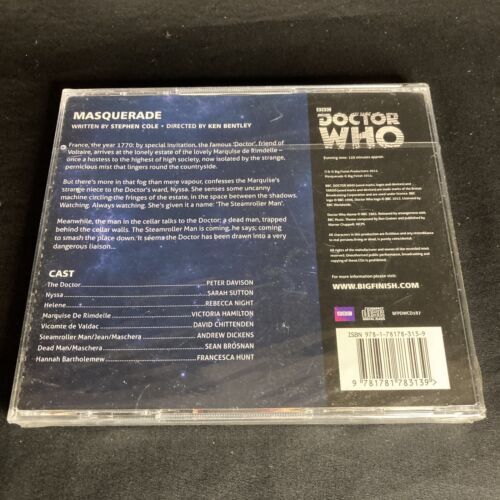 MASQUERADE
WRITTEN BY STEPHEN COLE • DIRECTED BY KEN BENTLEY
France, the year 1770; by special invitation, the famous 'Doctor', friend of
Voltaire, arrives at the lonely estate of the lovely Marquise de Rimdelle –
once a hostess to the highest of high society, now isolated by the strange,
pernicious mist that lingers round the countryside.
But there's more in that fog than mere vapour, confesses the Marquise's
strange niece to the Doctor's ward, Nyssa. She senses some uncanny
machine circling the fringes of the estate, in the space between the shadows.
Watching. Always watching. She's given it a name: 'The Steamroller Man'.
Meanwhile, the man in the cellar talks to the Doctor; a dead man, trapped
behind the cellar walls. The Steamroller Man is coming, he says; coming
to smash the place down. It seems the Doctor has been drawn into a very
dangerous liaison...
CAST
The Doctor PETER DAVISON
Nyssa SARAH SUTTON
Helene REBECCA NIGHT
Marquise De Rimdelle VICTORIA HAMILTON
Vicomte de Valdac DAVID CHITTENDEN
Steamroller Man/Jean/Maschera ANDREW DICKENS
Dead Man/Maschera SEAN BROSNAN
Hannah Bartholemew FRANCESCA HUNT
BBC
DOCTOR
WHO
Running time: 120 minutes approx.
For more information please visit:
WWW.BIGFINISH.COM
BBC
BFPDWCD187
ISBN 978-1-78178-313-9
9 781781 783139 >